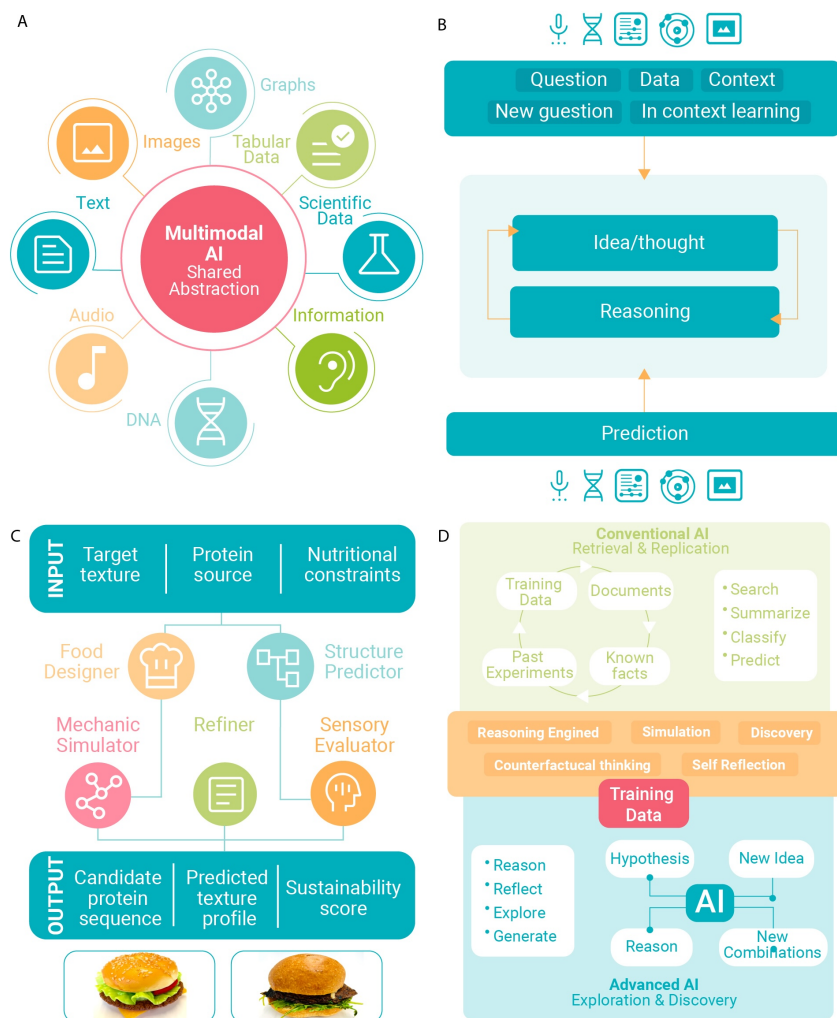 A
Graphs
Images
Tabular
Data
Text
Scientific
Data
Multimodal
AI
Shared
Abstraction
Audio
Information
DNA
B
Question
Data
Context
New guestion
In context learning
Idea/thought
Reasoning
Prediction
C
INPUT
Target
texture
Protein
source
Nutritional
constraints
Food
Designer
Structure
Predictor
Mechanic
Simulator
Refiner
Sensory
Evaluator
OUTPUT
Candidate
protein
sequence
Predicted
texture
profile
Sustainability
score
D
Conventional AI
Retrieval & Replication
Training
Data
Documents
Past
Experiments
Known
facts
• Search
• Summarize
• Classify
• Predict
Reasoning Engined
Simulation
Discovery
Counterfactucal thinking
Self Reflection
Training
Data
• Reason
• Reflect
• Explore
• Generate
Hypothesis
New Idea
AI
Reason
New
Combinations
Advanced AI
Exploration & Discovery